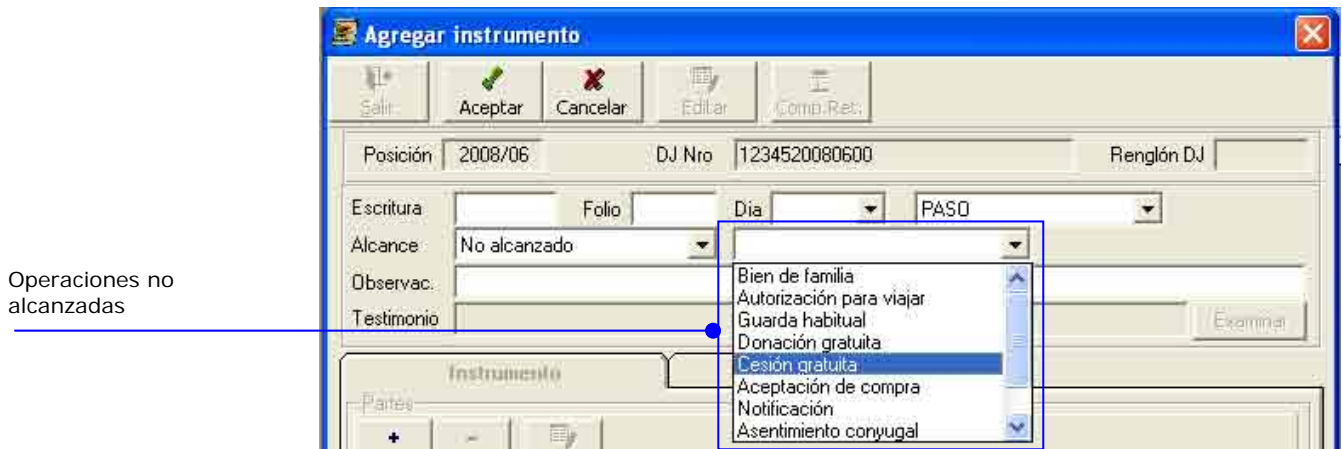 Agregar instrumento
Salir Aceptar Cancelar Editar Comp.Ret.
Posición 2008/06 DJ Nro 1234520080600 Renglón DJ
Escritura Folio Dia PASO
Alcance No alcanzado
Operaciones no
alcanzadas
Observac.
Testimonio Examinar
Bien de familia
Autorización para viajar
Guarda habitual
Donación gratuita
Cesión gratuita
Aceptación de compra
Notificación
Asentimiento conyugal
Instrumento
Partes
+ -